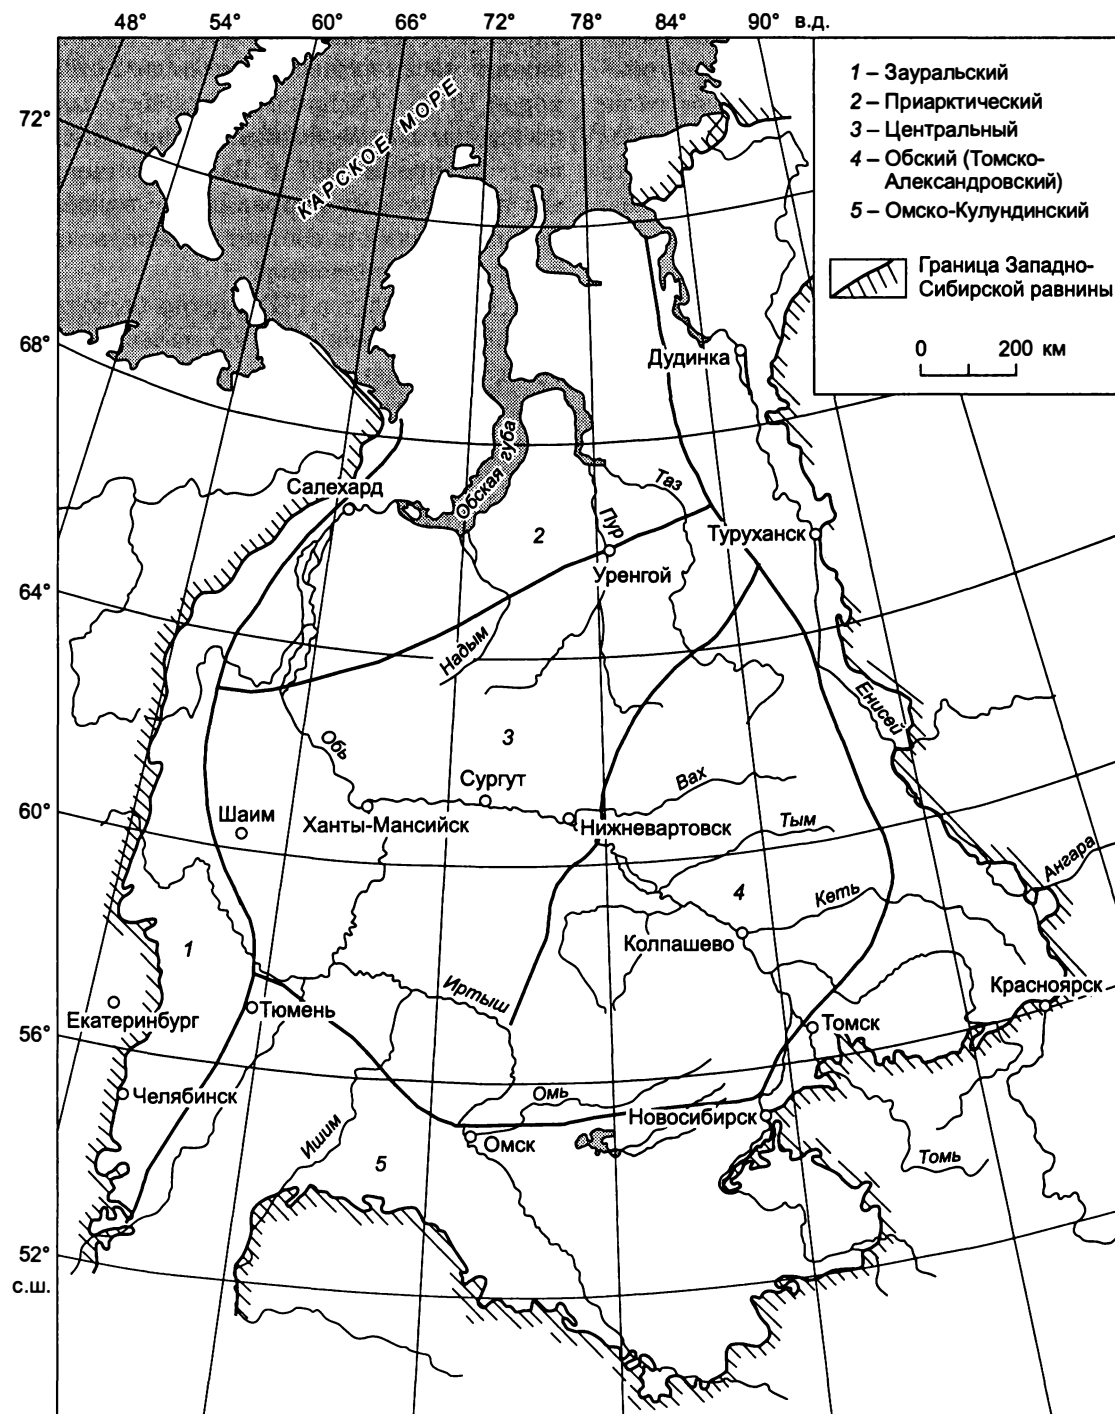 48° 54° 60° 66° 72° 78° 84° 90° в.д.
72°
68°
64°
60°
56°
52°
с.ш.
1 – Зауральский
2 – Приарктический
3 – Центральный
4 – Обский (Томско-
Александровский)
5 – Омско-Кулундинский
Граница Западно-
Сибирской равнины
0 200 км
КАРСКОЕ МОРЕ
Дудинка
Обская губа
Салехард
Таз
2
Пур
Туруханск
Уренгой
Надым
Енисей
Обь
3
Сургут
Вах
Шаим
Ханты-Мансийск
Нижневартовск
Тым
Ангара
4
Кеть
1
Колпашево
Иртыш
Красноярск
Екатеринбург
Тюмень
Томск
Челябинск
Омь
Новосибирск
Ишим
Омск
Томь
5